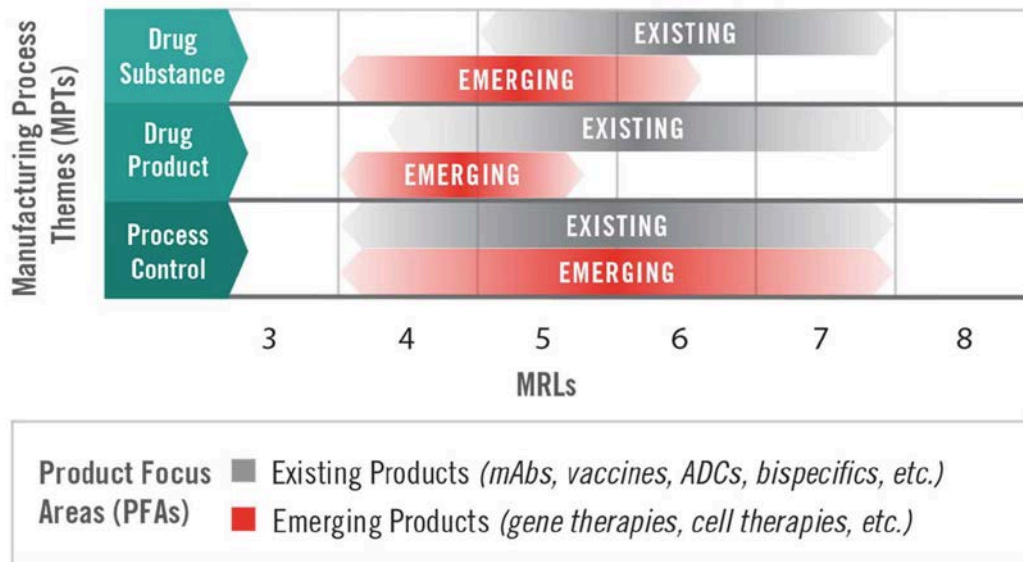 Manufacturing Process
Themes (MPTs)
Drug
Substance
EXISTING
EMERGING
Drug
Product
EXISTING
EMERGING
Process
Control
EXISTING
EMERGING
3 4 5 6 7 8
MRLs
Product Focus
Areas (PFAs)
Existing Products (mAbs, vaccines, ADCs, bispecifics, etc.)
Emerging Products (gene therapies, cell therapies, etc.)